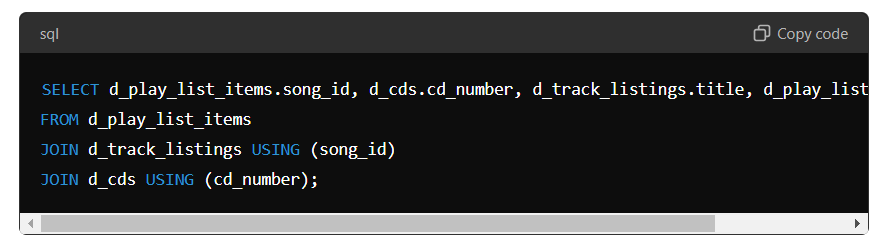 sql
Copy code
SELECT d_play_list_items.song_id, d_cds.cd_number, d_track_listings.title, d_play_list
FROM d_play_list_items
JOIN d_track_listings USING (song_id)
JOIN d_cds USING (cd_number);